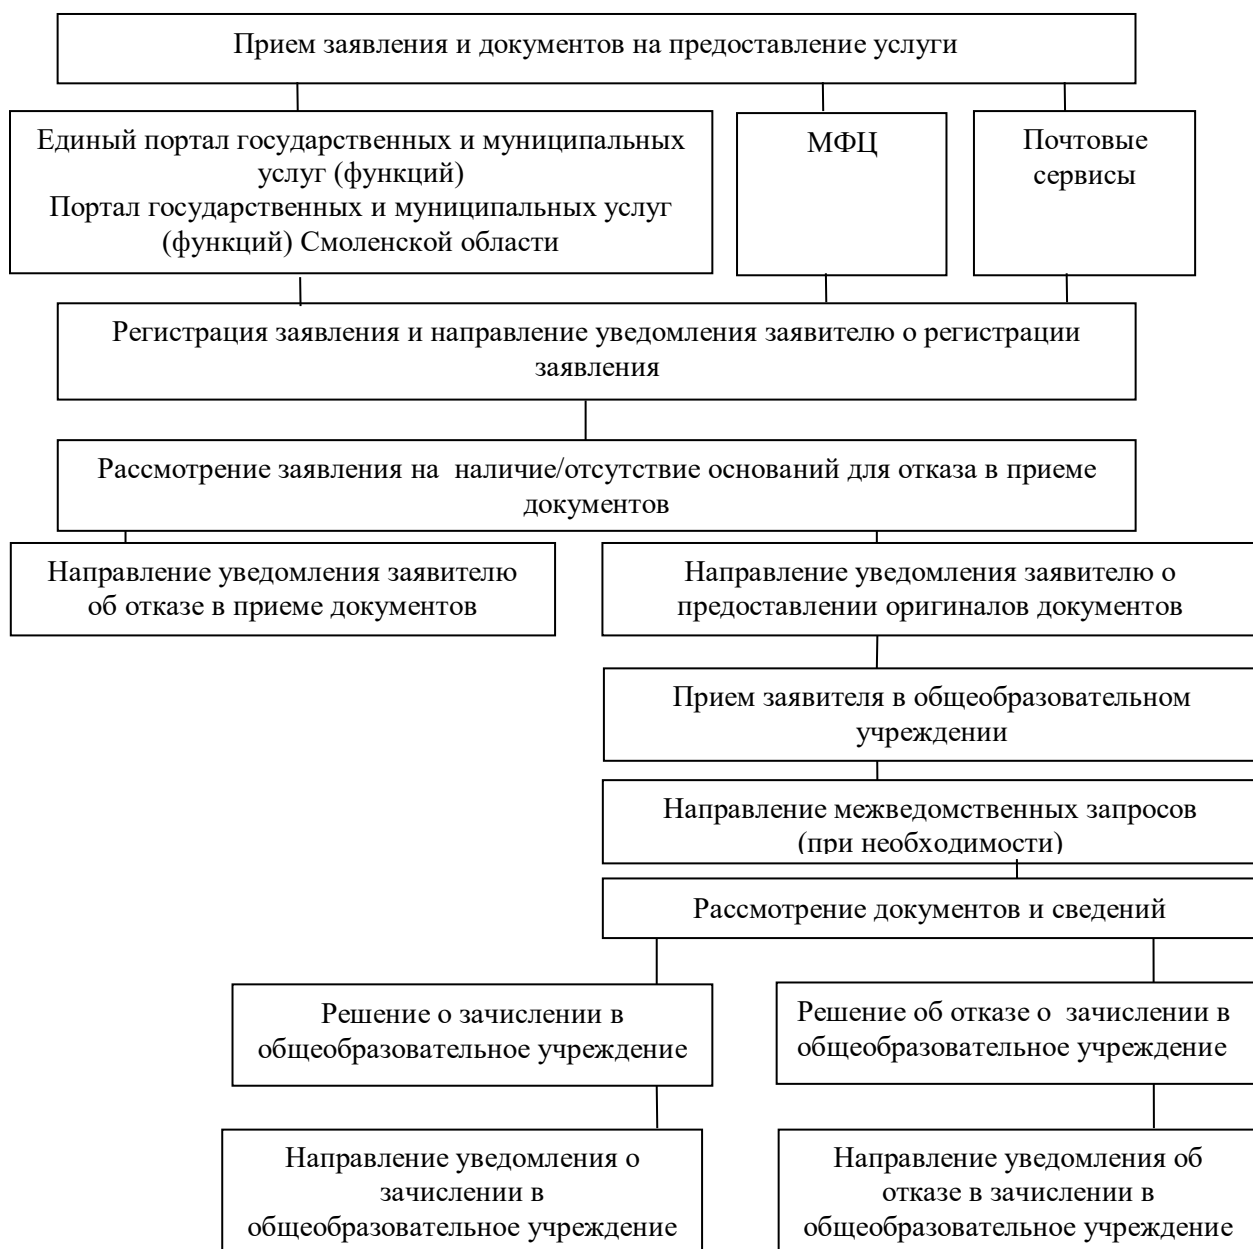 Прием заявления и документов на предоставление услуги
Единый портал государственных и муниципальных
услуг (функций)
Портал государственных и муниципальных услуг
(функций) Смоленской области
МФЦ
Почтовые
сервисы
Регистрация заявления и направление уведомления заявителю о регистрации
заявления
Рассмотрение заявления на наличие/отсутствие оснований для отказа в приеме
документов
Направление уведомления заявителю
об отказе в приеме документов
Направление уведомления заявителю о
предоставлении оригиналов документов
Прием заявителя в общеобразовательном
учреждении
Направление межведомственных запросов
(при необходимости)
Рассмотрение документов и сведений
Решение о зачислении в
общеобразовательное учреждение
Решение об отказе о зачислении в
общеобразовательное учреждение
Направление уведомления о
зачислении в
общеобразовательное учреждение
Направление уведомления об
отказе в зачислении в
общеобразовательное учреждение